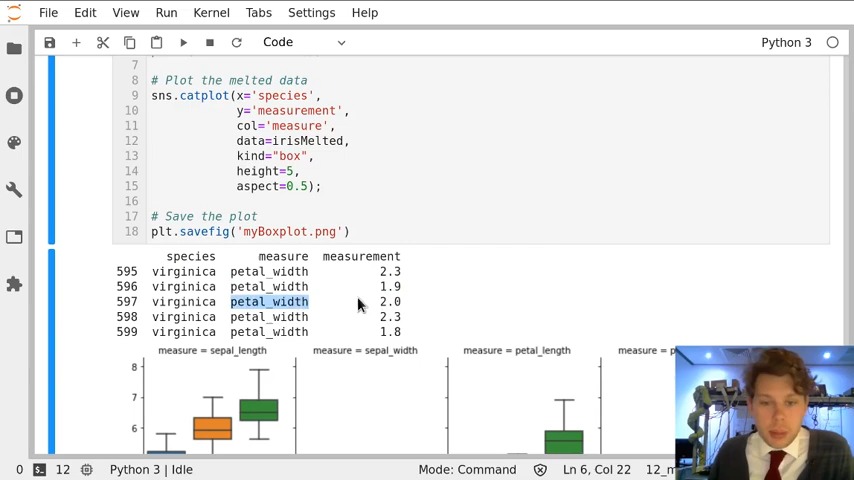 File Edit View Run Kernel Tabs Settings Help
Code
Python 3
7
8 # Plot the melted data
9 sns.catplot(x='species',
10 y='measurement',
11 col='measure',
12 data=irisMelted,
13 kind="box",
14 height=5,
15 aspect=0.5);
16
17 # Save the plot
18 plt.savefig('myBoxplot.png')
species measure measurement
595 virginica petal_width 2.3
596 virginica petal_width 1.9
597 virginica petal_width 2.0
598 virginica petal_width 2.3
599 virginica petal_width 1.8
measure = sepal_length measure = sepal_width measure = petal_length measure =
8
7
6
0 12 Python 3 | Idle Mode: Command Ln 6, Col 22